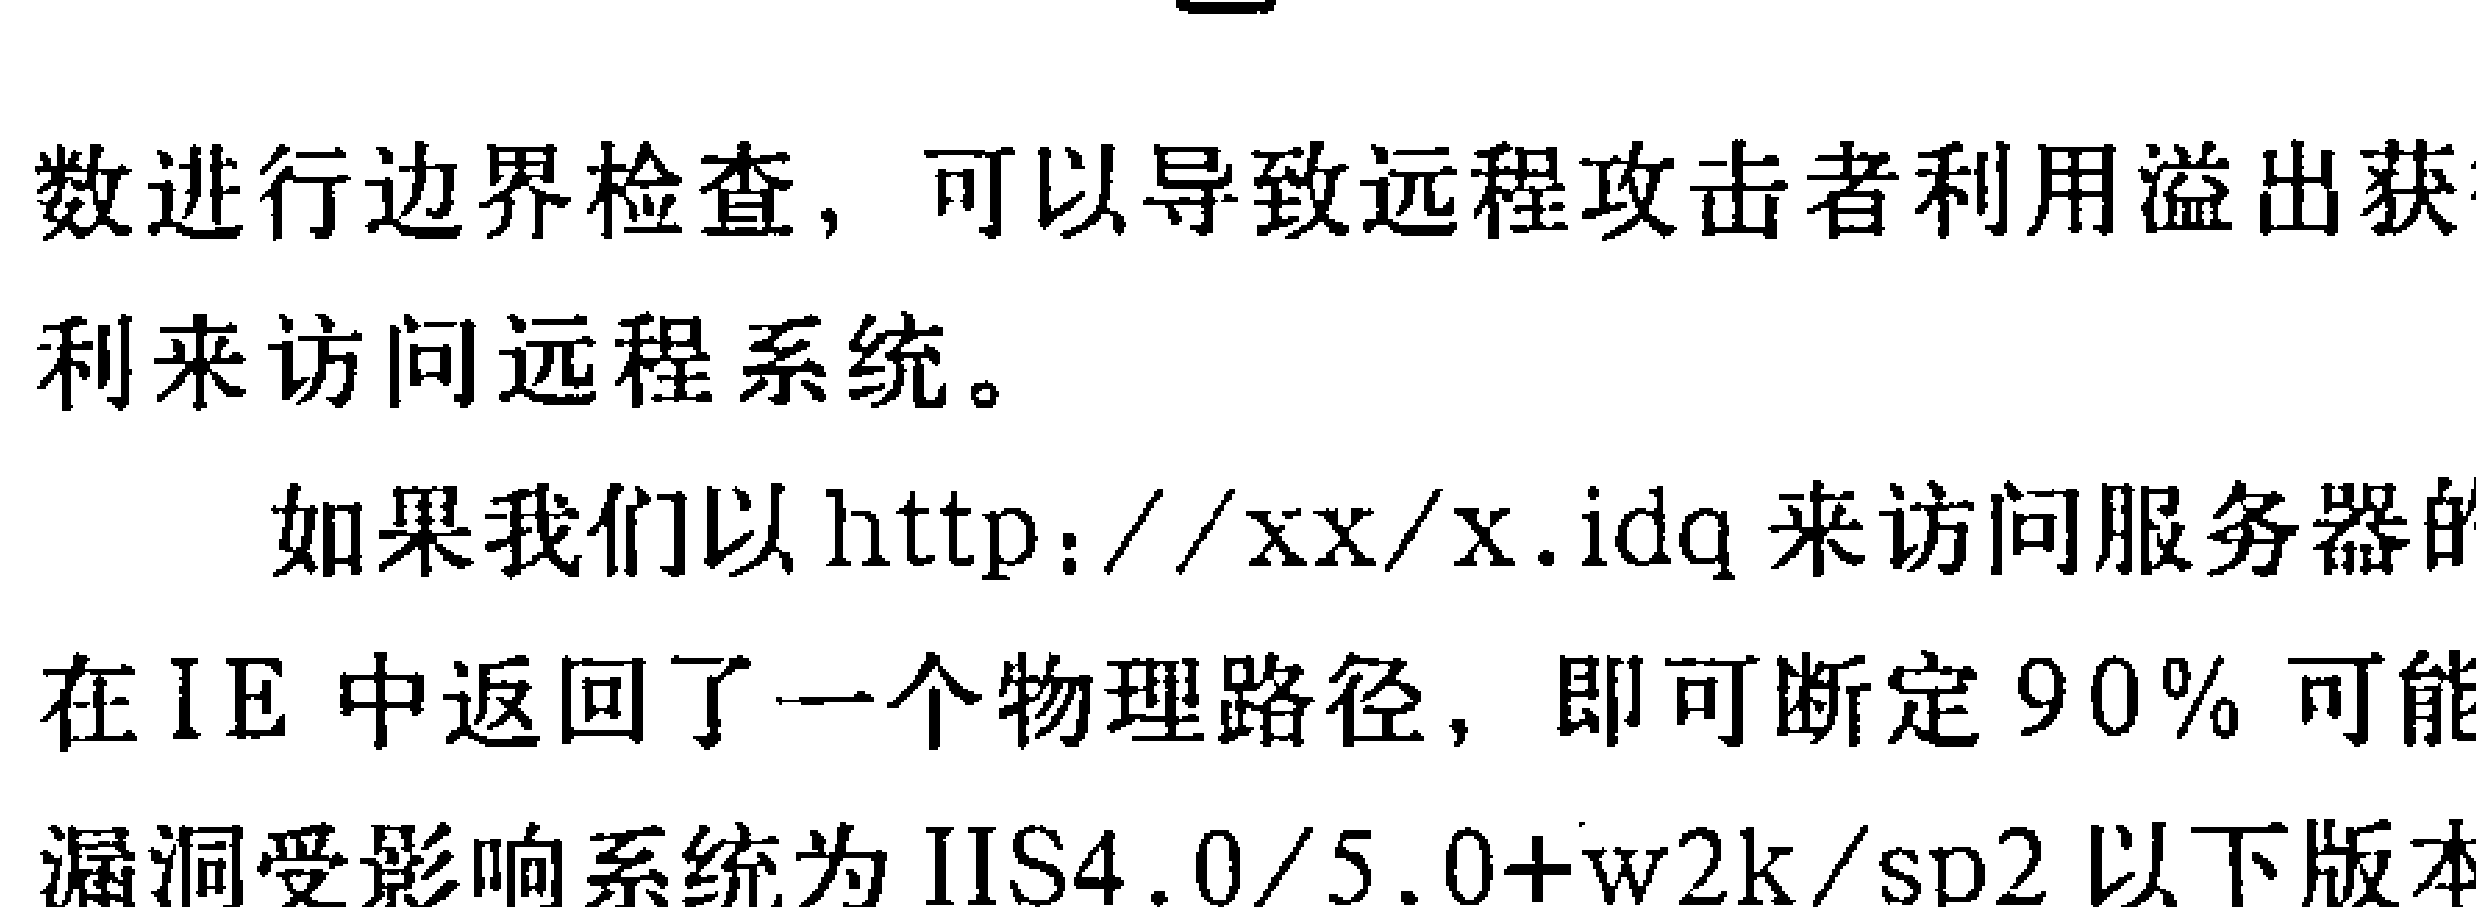 数进行边界检查，可以导致远程攻击者利用溢出获
利来访问远程系统。
如果我们以http://xx/x.idq来访问服务器的
在IE 中返回了一个物理路径，即可断定90%可能
漏洞受影响系统为IIS4.0/5.0+w2k/sp2以下版本